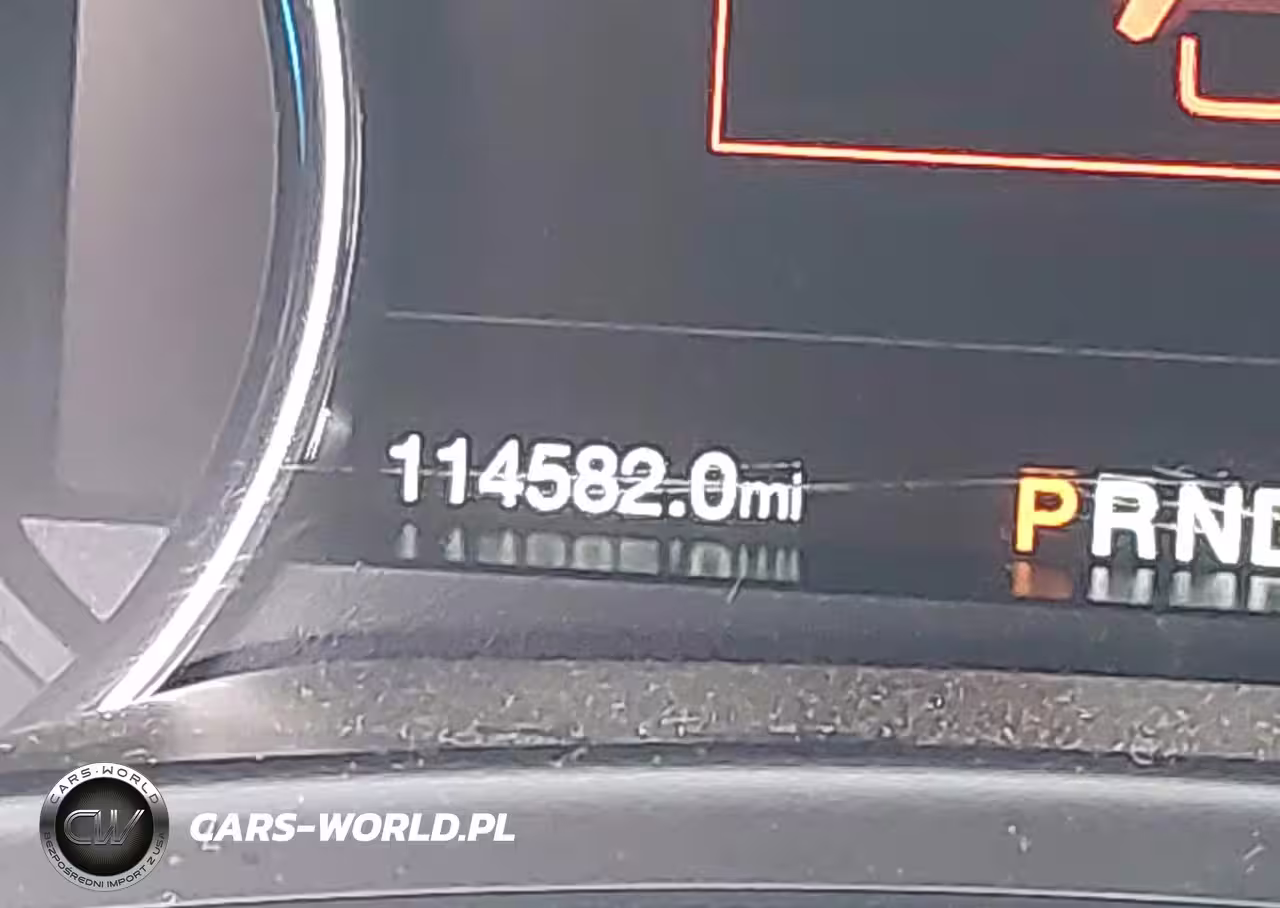 114582.0mi
PRND
CARS-WORLD
CW
BEZPOŚREDNI IMPORT Z USA
CARS-WORLD.PL